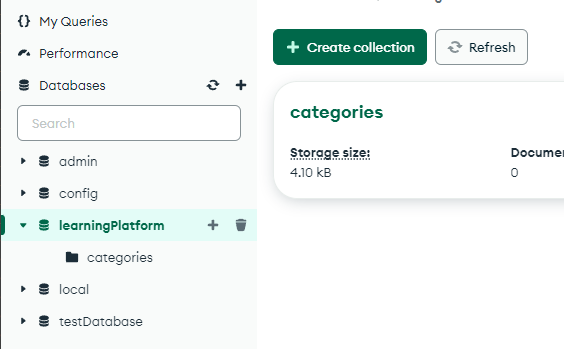 My Queries
Performance
Databases
Search
admin
config
learningPlatform
categories
local
testDatabase
Create collection
Refresh
categories
Storage size:
4.10 kB
0